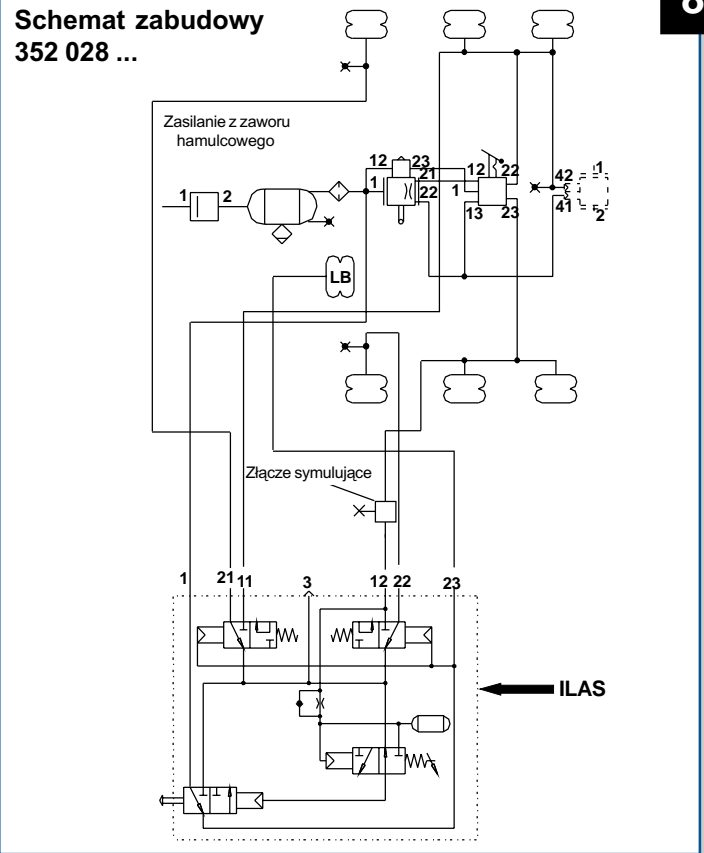 Schemat zabudowy
352 028 ...
Zasilanie z zaworu
hamulcowego
1 2
12 23
1 21
22
12 22
1
13 23
42 1
41 2
LB
Złącze symulujące
1 21 11 3 12 22 23
ILAS